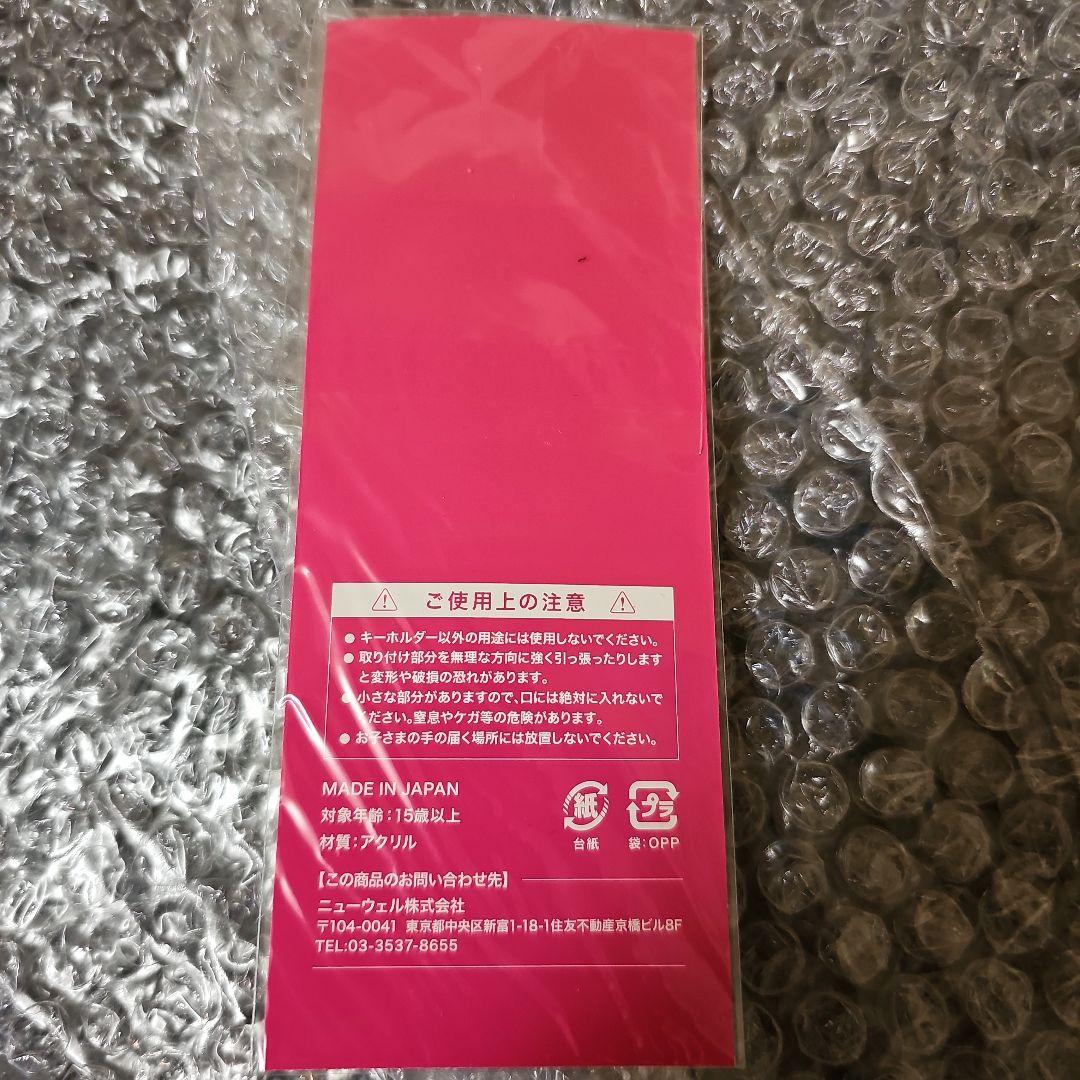 ご使用上の注意
● キーホルダー以外の用途には使用しないでください。
● 取り付け部分を無理な方向に強く引っ張ったりします
と変形や破損の恐れがあります。
● 小さな部分がありますので、口には絶対に入れないで
ください。窒息やケガ等の危険があります。
● お子さまの手の届く場所には放置しないでください。
MADE IN JAPAN
対象年齢：15歳以上
材質：アクリル
紙
台紙
プラ
袋：OPP
【この商品のお問い合わせ先】
ニューウェル株式会社
〒104-0041 東京都中央区新富1-18-1住友不動産京橋ビル8F
TEL:03-3537-8655